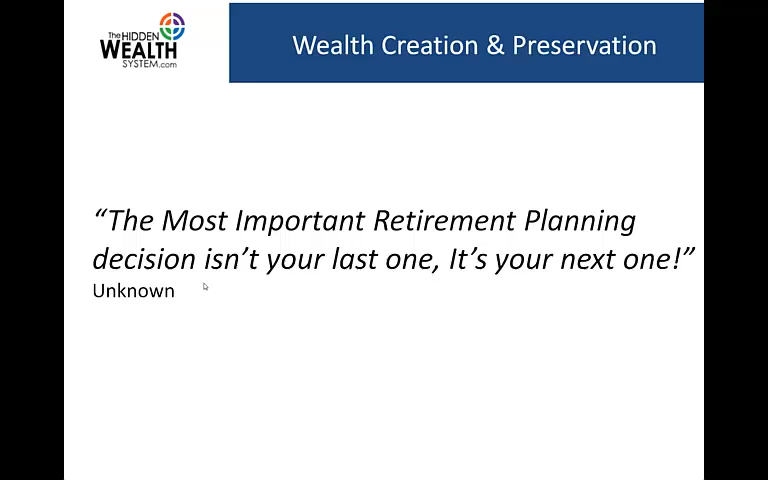 The HIDDEN
WEALTH
SYSTEM.com
Wealth Creation & Preservation
“The Most Important Retirement Planning
decision isn’t your last one, It’s your next one!”
Unknown